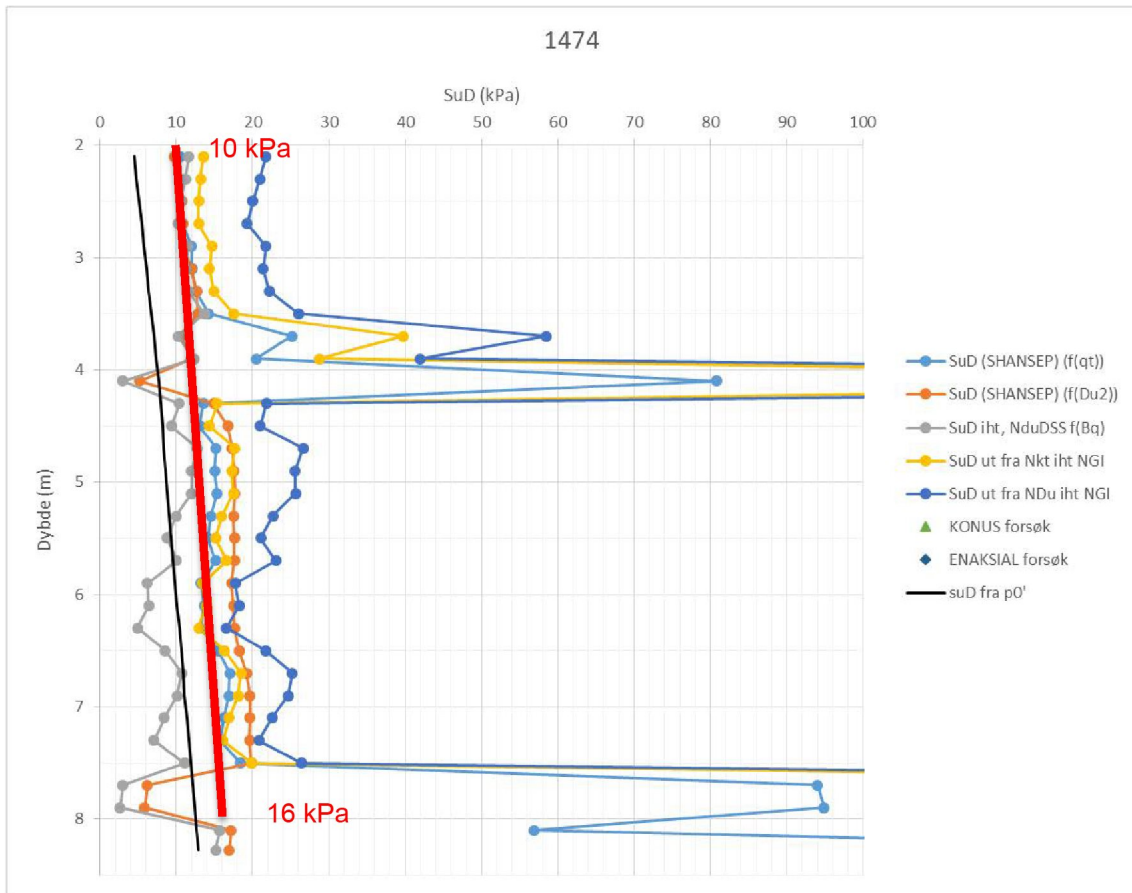 1474
SuD (kPa)
0 10 20 30 40 50 60 70 80 90 100
10 kPa
2
3
4
5
6
7
8
Dybde (m)
16 kPa
SuD (SHANSEP) (f(qt))
SuD (SHANSEP) (f(Du2))
SuD iht, NduDSS f(Bq)
SuD ut fra Nkt iht NGI
SuD ut fra NDu iht NGI
KONUS forsøk
ENAKSIAL forsøk
suD fra p0'